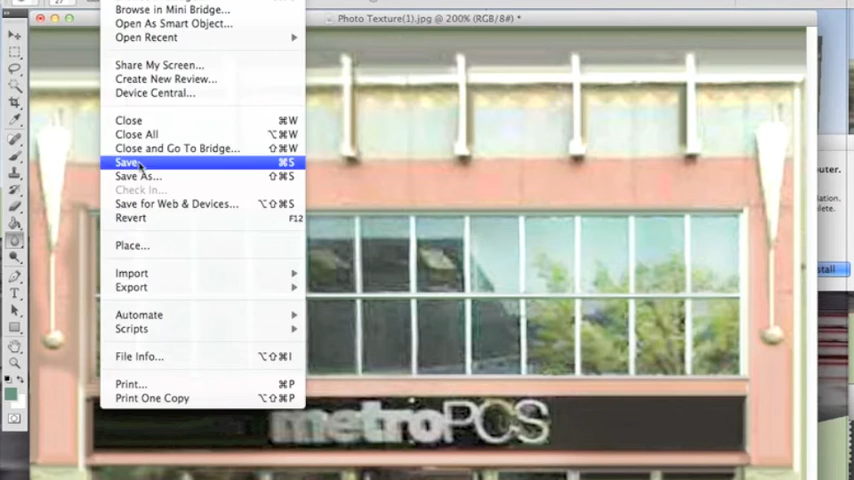 Photo Texture(1).jpg @ 200% (RGB/8#) *
Browse in Mini Bridge...
Open As Smart Object...
Open Recent
Share My Screen...
Create New Review...
Device Central...
Close ⌘W
Close All ⌥⌘W
Close and Go To Bridge... ⇧⌘W
Save ⌘S
Save As... ⇧⌘S
Check In...
Save for Web & Devices... ⌥⇧⌘S
Revert F12
Place...
Import
Export
Automate
Scripts
File Info... ⌥⇧⌘I
Print... ⌘P
Print One Copy ⌥⇧⌘P
metroPCS